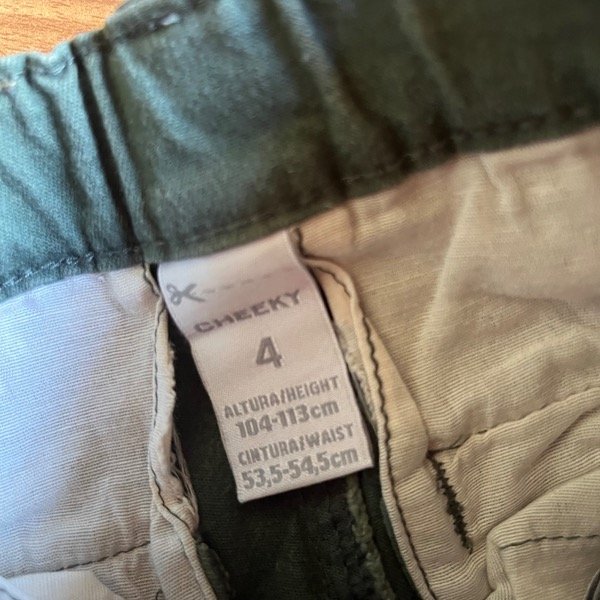 CHEEKY
4
ALTURA/HEIGHT
104-113cm
CINTURA/WAIST
53,5-54,5cm